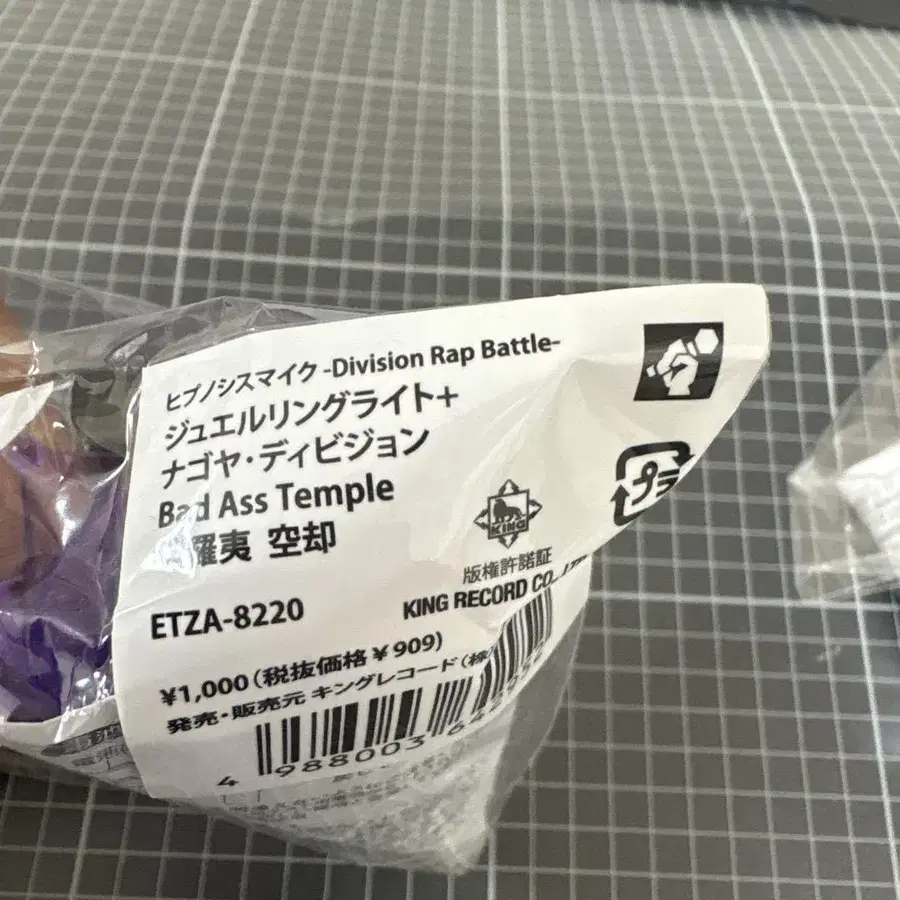 ヒプノシスマイク -Division Rap Battle-
ジュエルリングライト+
ナゴヤ・ディビジョン
Bad Ass Temple
羅夷 空却
ETZA-8220
プラ
KING
版権許諾証
KING RECORD CO.,
¥1,000(税抜価格¥909)
発売・販売元 キングレコード(株
4 988003